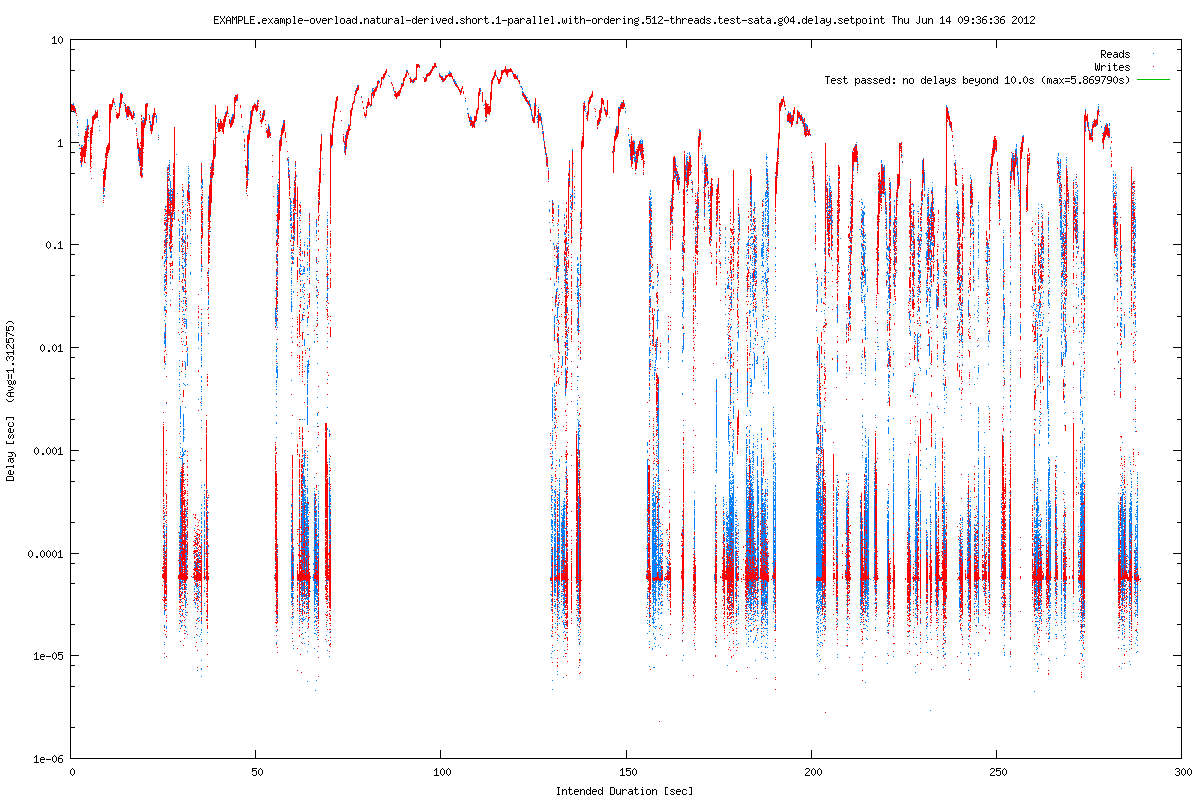 EXAMPLE.example-overload.natural-derived.short.1-parallel.with-ordering.512-threads.test-sata.g04.delay.setpoint Thu Jun 14 09:36:36 2012
Reads
Writes
Test passed: no delays beyond 10.0s (max=5.869790s)
10
1
0.1
0.01
0.001
0.0001
1e-05
1e-06
Delay [sec] (Avg=1.312575)
0 50 100 150 200 250 300
Intended Duration [sec]